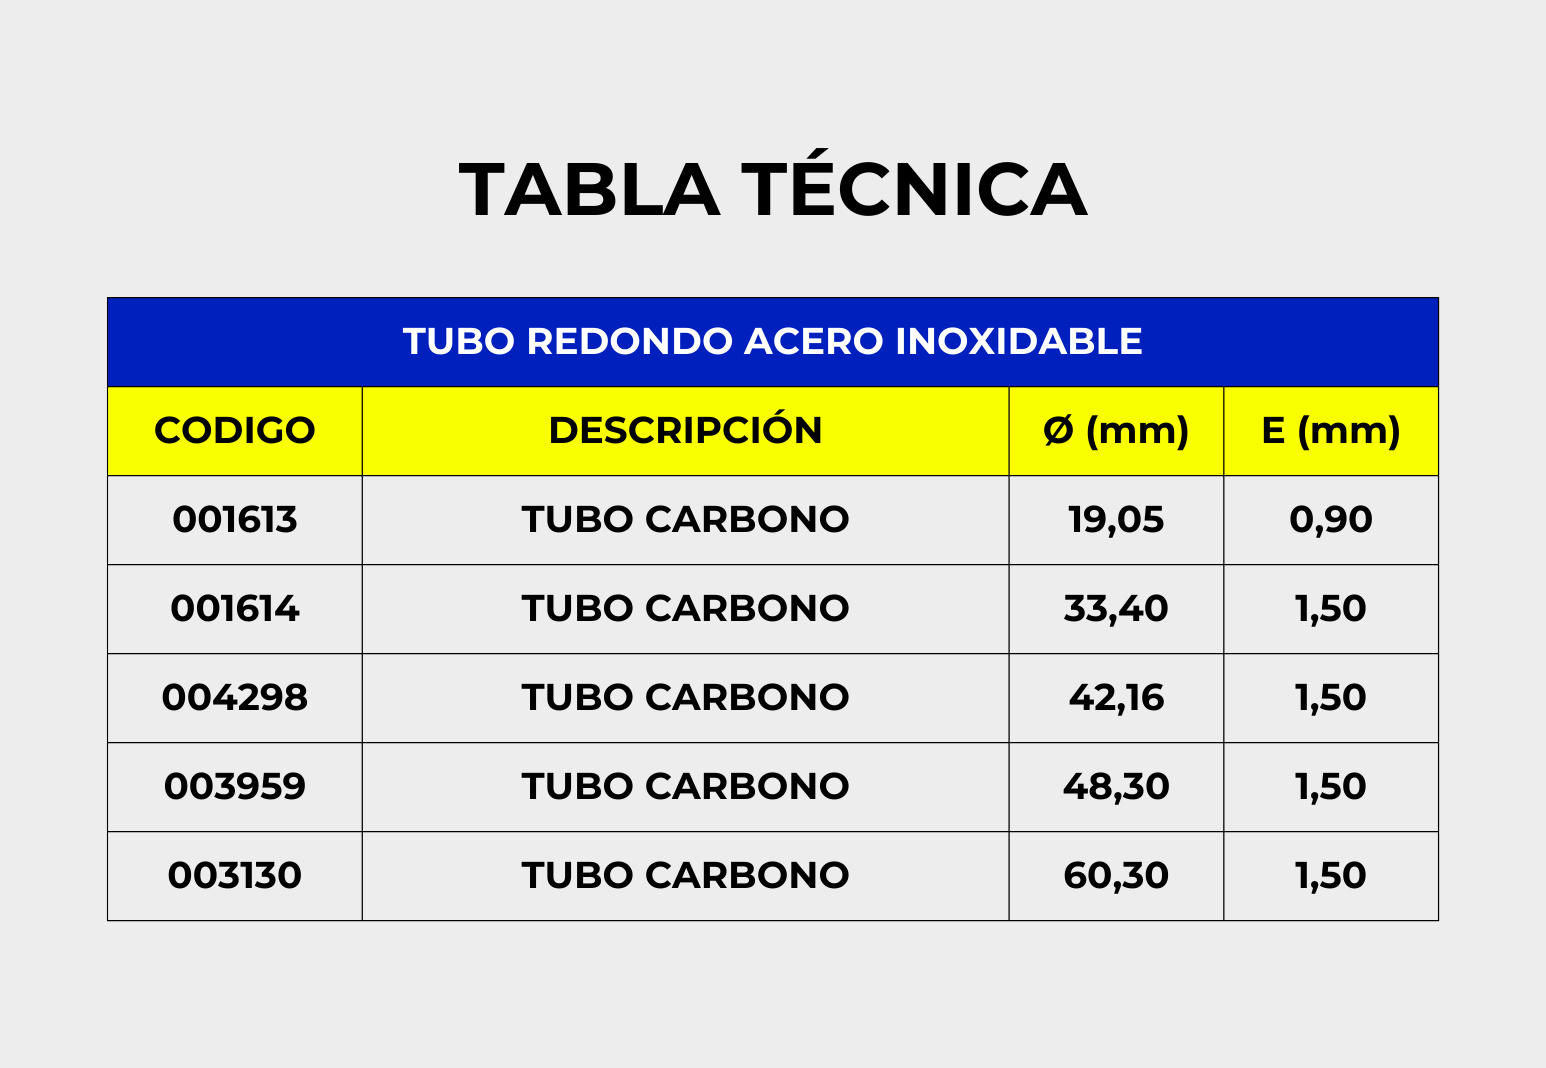 TABLA TÉCNICA
TUBO REDONDO ACERO INOXIDABLE
CODIGO DESCRIPCIÓN Ø (mm) E (mm)
001613 TUBO CARBONO 19,05 0,90
001614 TUBO CARBONO 33,40 1,50
004298 TUBO CARBONO 42,16 1,50
003959 TUBO CARBONO 48,30 1,50
003130 TUBO CARBONO 60,30 1,50